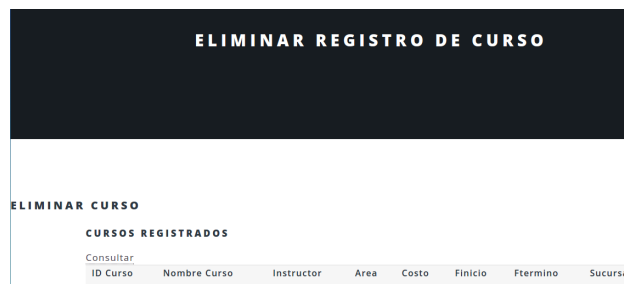 ELIMINAR REGISTRO DE CURSO
ELIMINAR CURSO
CURSOS REGISTRADOS
Consultar
ID Curso Nombre Curso Instructor Area Costo Finicio Ftermino